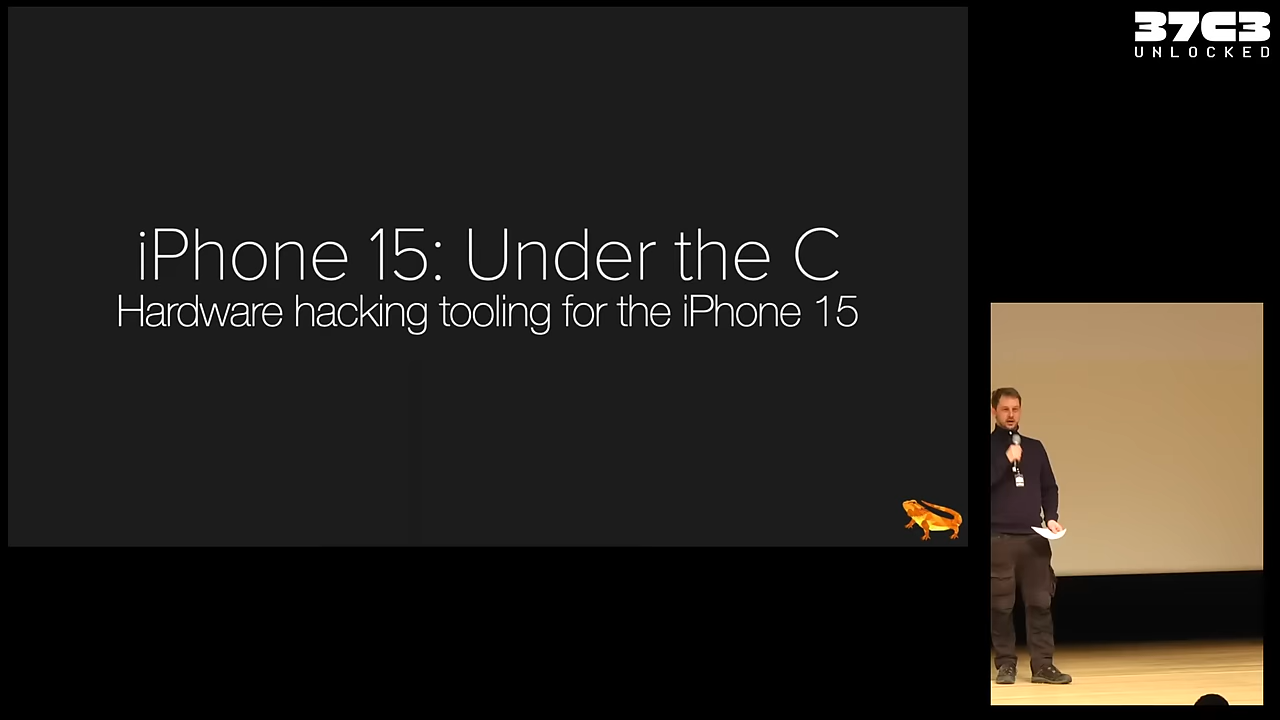 37C3
UNLOCKED
iPhone 15: Under the C
Hardware hacking tooling for the iPhone 15